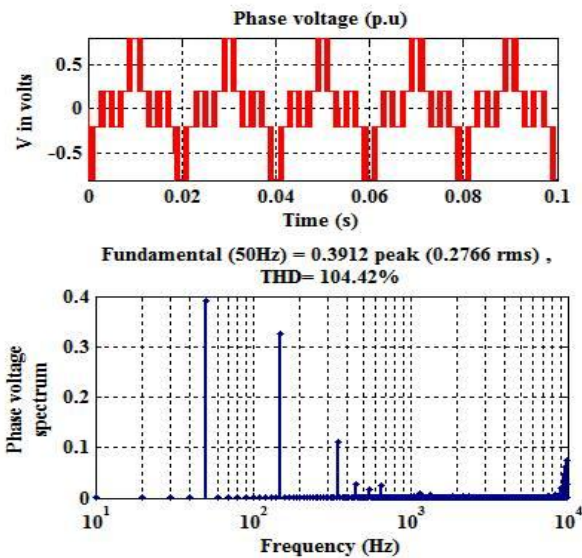 Phase voltage (p.u)
V in volts
0.5
0
-0.5
0 0.02 0.04 0.06 0.08 0.1
Time (s)
Fundamental (50Hz) = 0.3912 peak (0.2766 rms) ,
THD= 104.42%
Phase voltage
spectrum
0.4
0.3
0.2
0.1
0
10^1 10^2 10^3 10^4
Frequency (Hz)